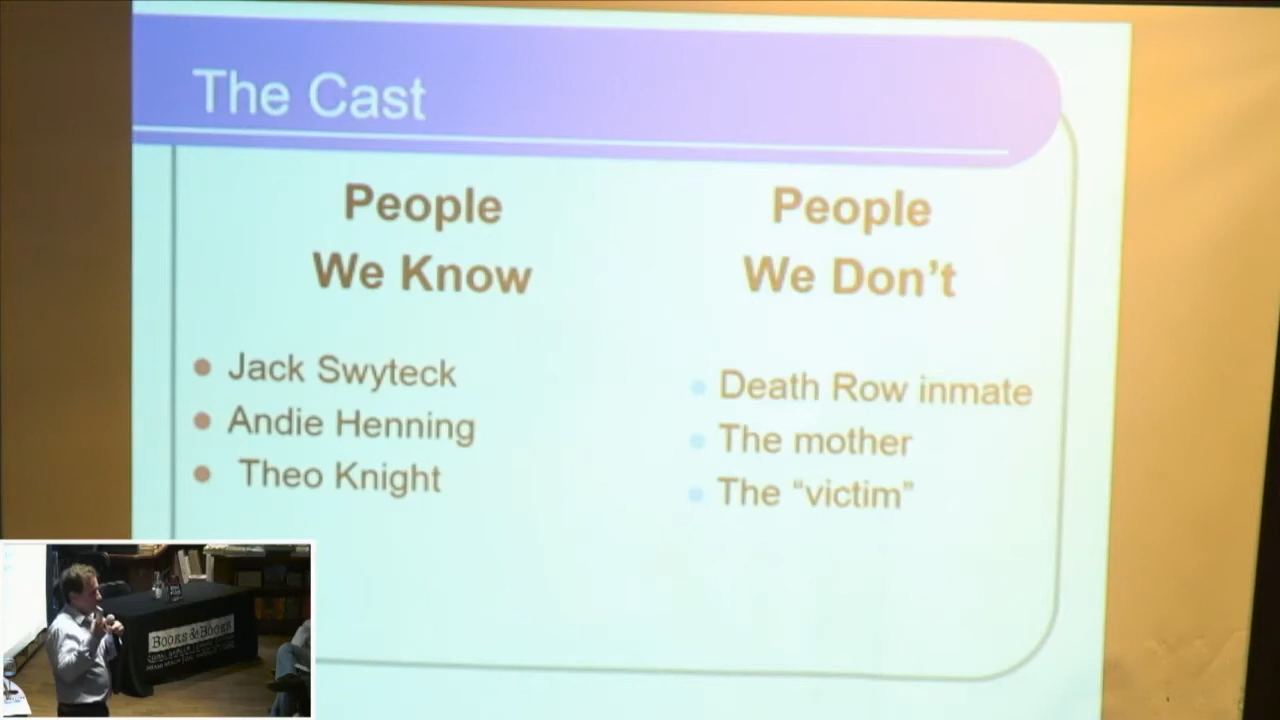 The Cast
People
We Know
Jack Swyteck
Andie Henning
Theo Knight
People
We Don't
Death Row inmate
The mother
The “victim”
BOOKS & BOOKS